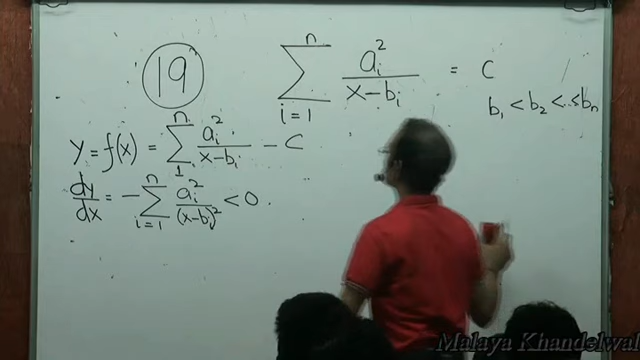 19
n
∑ a_i^2 / (x - b_i) = c
i=1
b_1 < b_2 < ... b_n
y = f(x) = ∑_1^n a_i^2 / (x - b_i) - c
dy/dx = - ∑_{i=1}^n a_i^2 / (x - b_i)^2 < 0.
Malaya Khandelwal